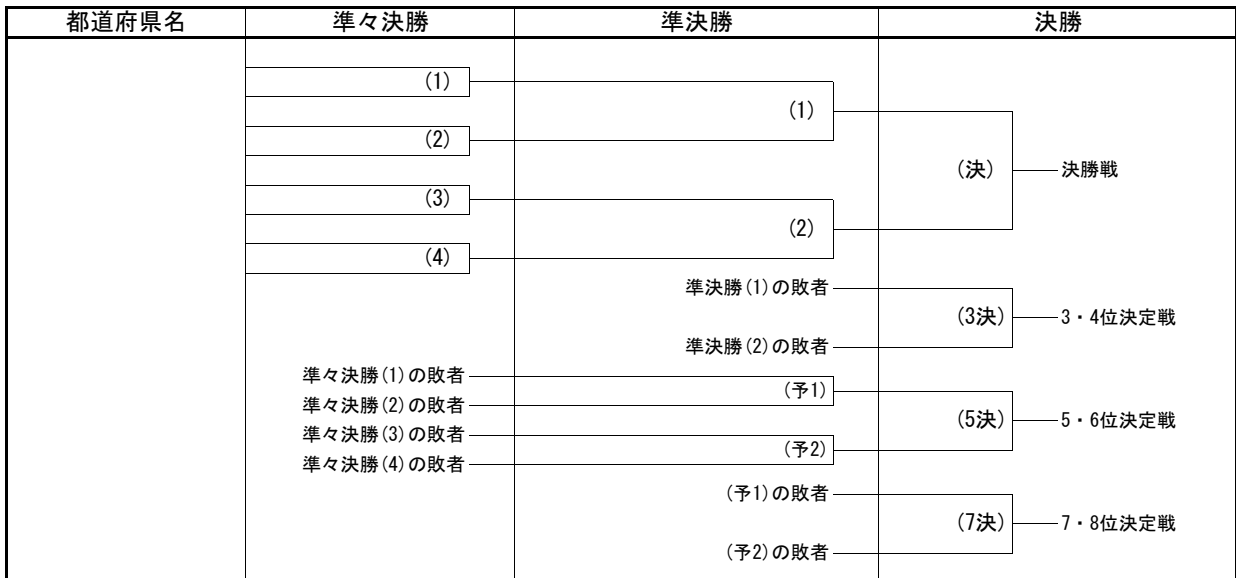 都道府県名 準々決勝 準決勝 決勝
(1)
(1)
(2)
(決) 決勝戦
(3)
(2)
(4)
準決勝(1)の敗者
(3決) 3・4位決定戦
準決勝(2)の敗者
準々決勝(1)の敗者
(予1)
準々決勝(2)の敗者
(5決) 5・6位決定戦
準々決勝(3)の敗者
(予2)
準々決勝(4)の敗者
(予1)の敗者
(7決) 7・8位決定戦
(予2)の敗者